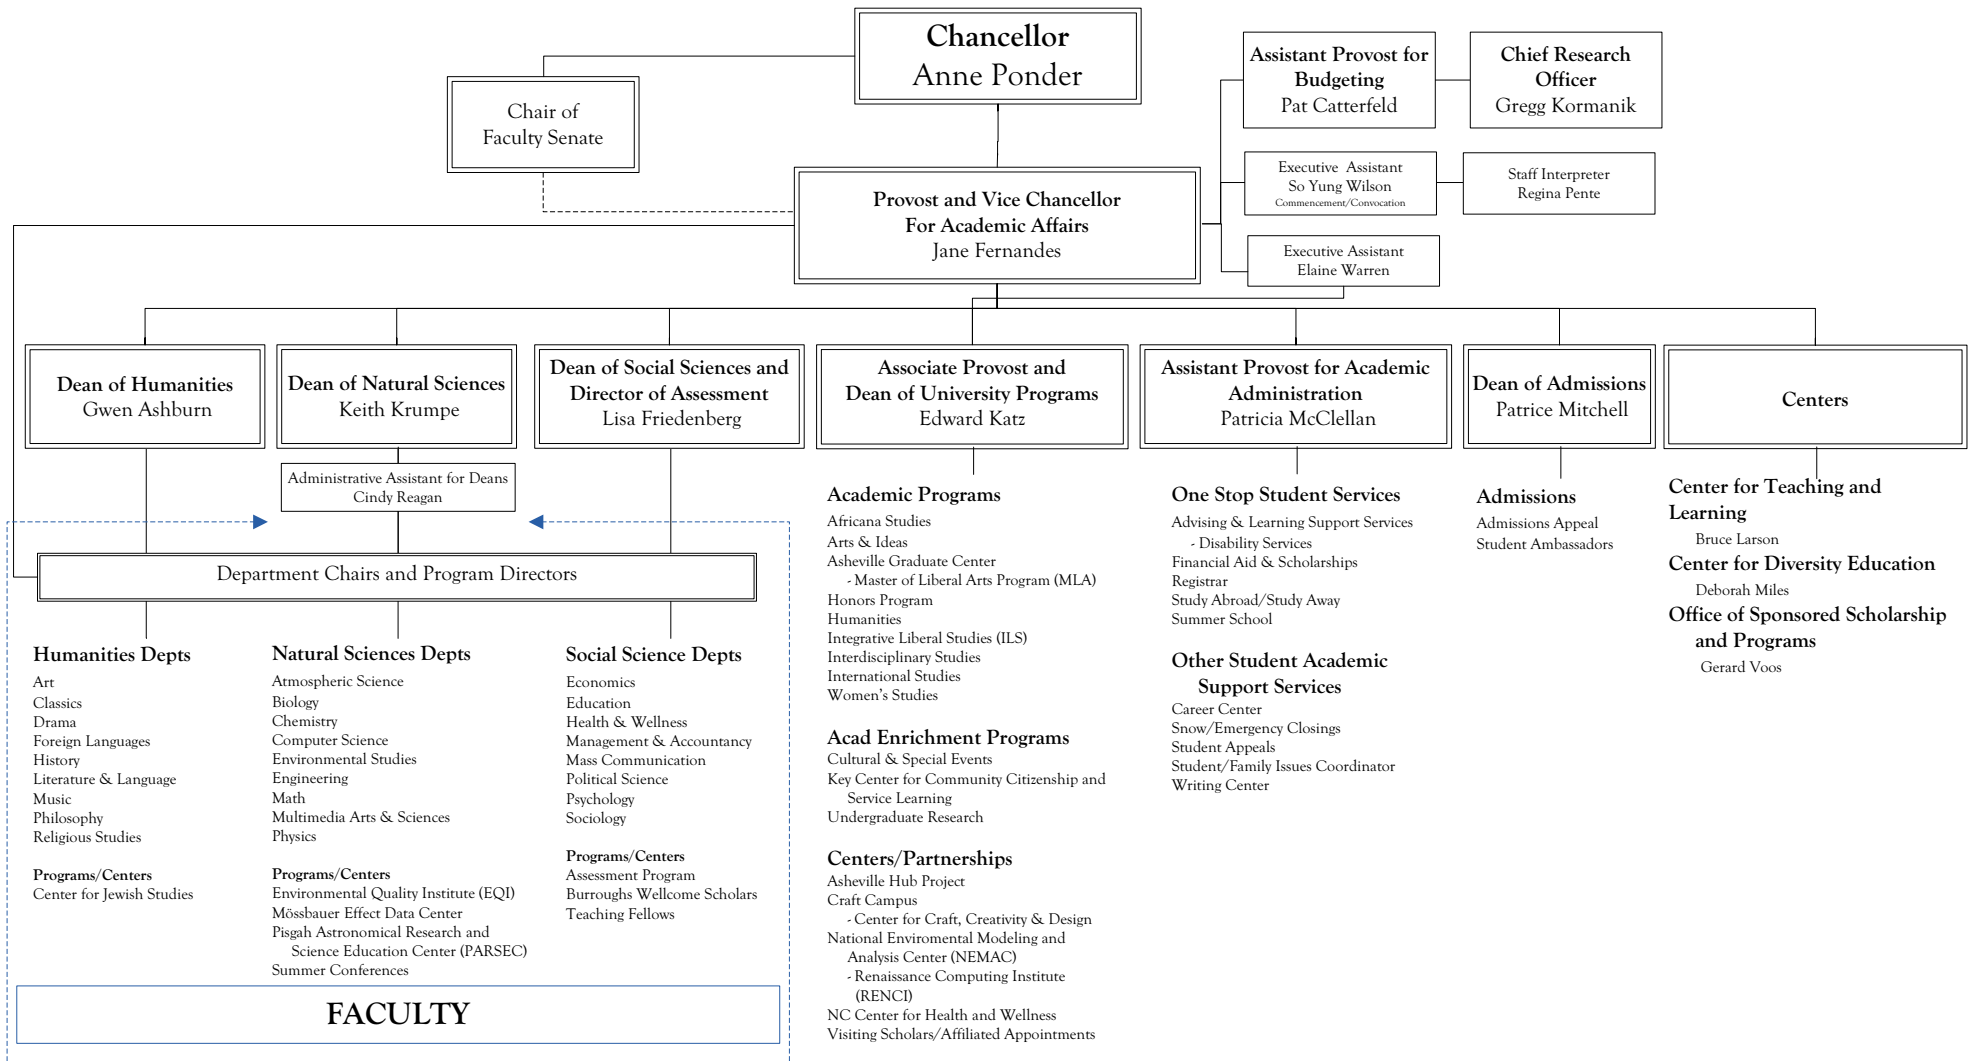 Chancellor
Anne Ponder
Chair of
Faculty Senate
Assistant Provost for
Budgeting
Pat Catterfeld
Chief Research
Officer
Gregg Kormanik
Executive Assistant
So Yung Wilson
Commencement/Convocation
Staff Interpreter
Regina Pente
Provost and Vice Chancellor
For Academic Affairs
Jane Fernandes
Executive Assistant
Elaine Warren
Dean of Humanities
Gwen Ashburn
Dean of Natural Sciences
Keith Krumpe
Dean of Social Sciences and
Director of Assessment
Lisa Friedenberg
Associate Provost and
Dean of University Programs
Edward Katz
Assistant Provost for Academic
Administration
Patricia McClellan
Dean of Admissions
Patrice Mitchell
Centers
Administrative Assistant for Deans
Cindy Reagan
Department Chairs and Program Directors
Humanities Depts
Art
Classics
Drama
Foreign Languages
History
Literature & Language
Music
Philosophy
Religious Studies
Programs/Centers
Center for Jewish Studies
Natural Sciences Depts
Atmospheric Science
Biology
Chemistry
Computer Science
Environmental Studies
Engineering
Math
Multimedia Arts & Sciences
Physics
Programs/Centers
Environmental Quality Institute (EQI)
Mössbauer Effect Data Center
Pisgah Astronomical Research and
Science Education Center (PARSEC)
Summer Conferences
Social Science Depts
Economics
Education
Health & Wellness
Management & Accountancy
Mass Communication
Political Science
Psychology
Sociology
Programs/Centers
Assessment Program
Burroughs Wellcome Scholars
Teaching Fellows
FACULTY
Academic Programs
Africana Studies
Arts & Ideas
Asheville Graduate Center
- Master of Liberal Arts Program (MLA)
Honors Program
Humanities
Integrative Liberal Studies (ILS)
Interdisciplinary Studies
International Studies
Women's Studies
Acad Enrichment Programs
Cultural & Special Events
Key Center for Community Citizenship and
Service Learning
Undergraduate Research
Centers/Partnerships
Asheville Hub Project
Craft Campus
- Center for Craft, Creativity & Design
National Enviromental Modeling and
Analysis Center (NEMAC)
- Renaissance Computing Institute
(RENCI)
NC Center for Health and Wellness
Visiting Scholars/Affiliated Appointments
One Stop Student Services
Advising & Learning Support Services
- Disability Services
Financial Aid & Scholarships
Registrar
Study Abroad/Study Away
Summer School
Other Student Academic
Support Services
Career Center
Snow/Emergency Closings
Student Appeals
Student/Family Issues Coordinator
Writing Center
Admissions
Admissions Appeal
Student Ambassadors
Center for Teaching and
Learning
Bruce Larson
Center for Diversity Education
Deborah Miles
Office of Sponsored Scholarship
and Programs
Gerard Voos